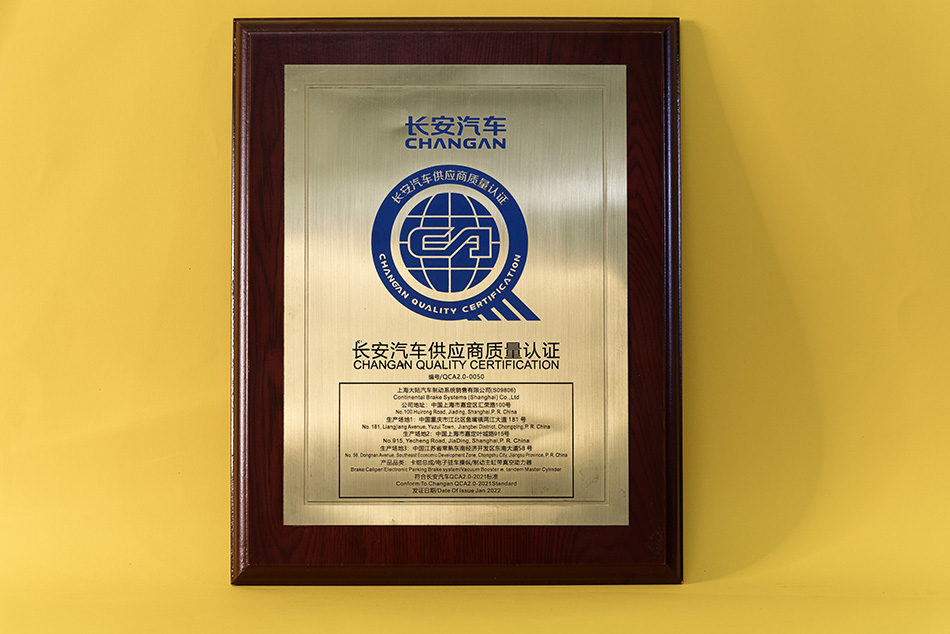 长安汽车
CHANGAN
长安汽车供应商质量认证
CA
CHANGAN QUALITY CERTIFICATION
长安汽车供应商质量认证
CHANGAN QUALITY CERTIFICATION
编号/QCA2.0-0050
上海大陆汽车制动系统销售有限公司(S09806)
Continental Brake Systems (Shanghai) Co.,Ltd
公司地址：中国上海市嘉定区汇荣路100号
No.100 Huirong Road, Jiading, Shanghai,P. R. China
生产场地1：中国重庆市江北区鱼嘴镇两江大道 181 号
No. 181, Liangjiang Avenue, Yuzui Town, Jiangbei District, Chongqing,P. R. China
生产场地2：中国上海市嘉定叶城路915号
No.915, Yecheng Road, JiaDing, Shanghai,P. R. China
生产场地3：中国江苏省常熟东南经济开发区东南大道58 号
No. 58, Dongnan Avenue, Southeast Economic Development Zone, Changshu City, Jiangsu Province, P. R. China
产品品类：卡钳总成/电子驻车操纵/制动主缸带真空助力器
Brake Calliper/Electronic Parking Brake system/Vacuum Booster w. tandem Master Cylinder
符合长安汽车QCA2.0-2021标准
Conform To Changan QCA2.0-2021Standard
发证日期/Date Of Issue Jan.2022